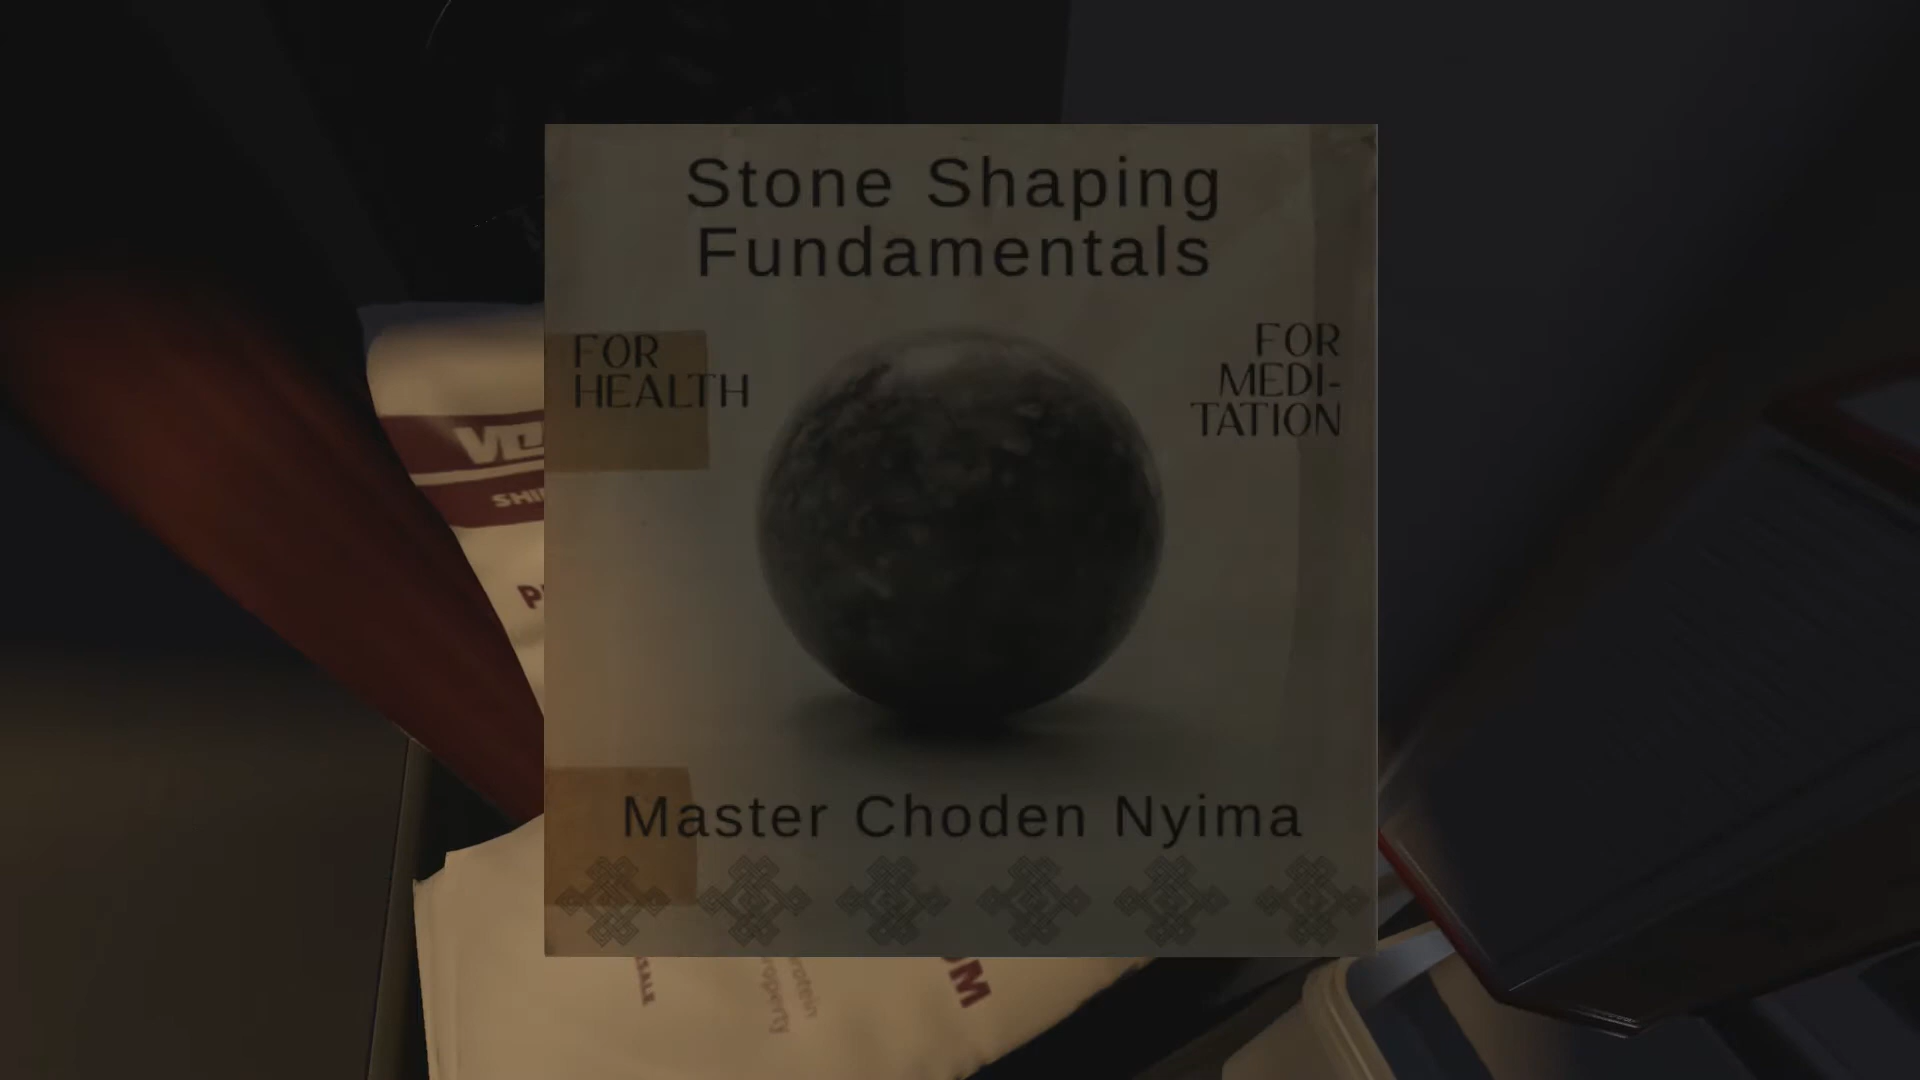 Stone Shaping
Fundamentals
FOR
HEALTH
FOR
MEDI-
TATION
Master Choden Nyima